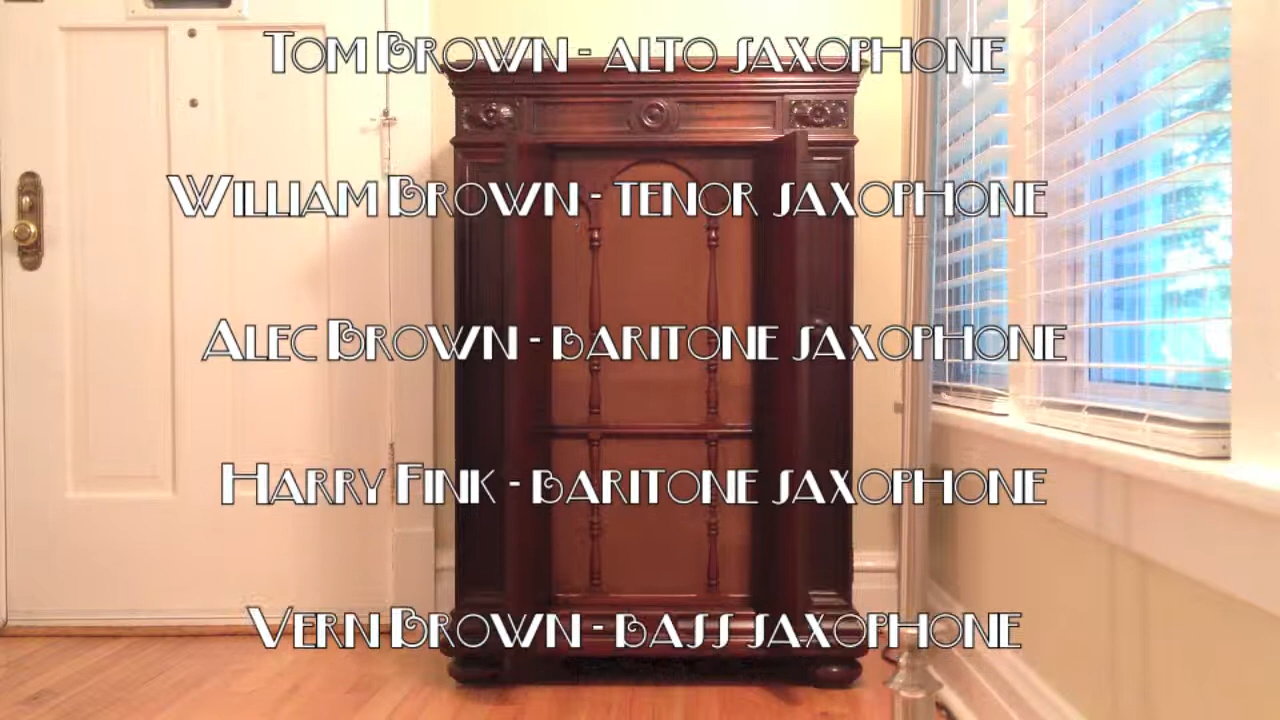 Tom Brown - alto saxophone
William Brown - tenor saxophone
Alec Brown - baritone saxophone
Harry Fink - baritone saxophone
Vern Brown - bass saxophone